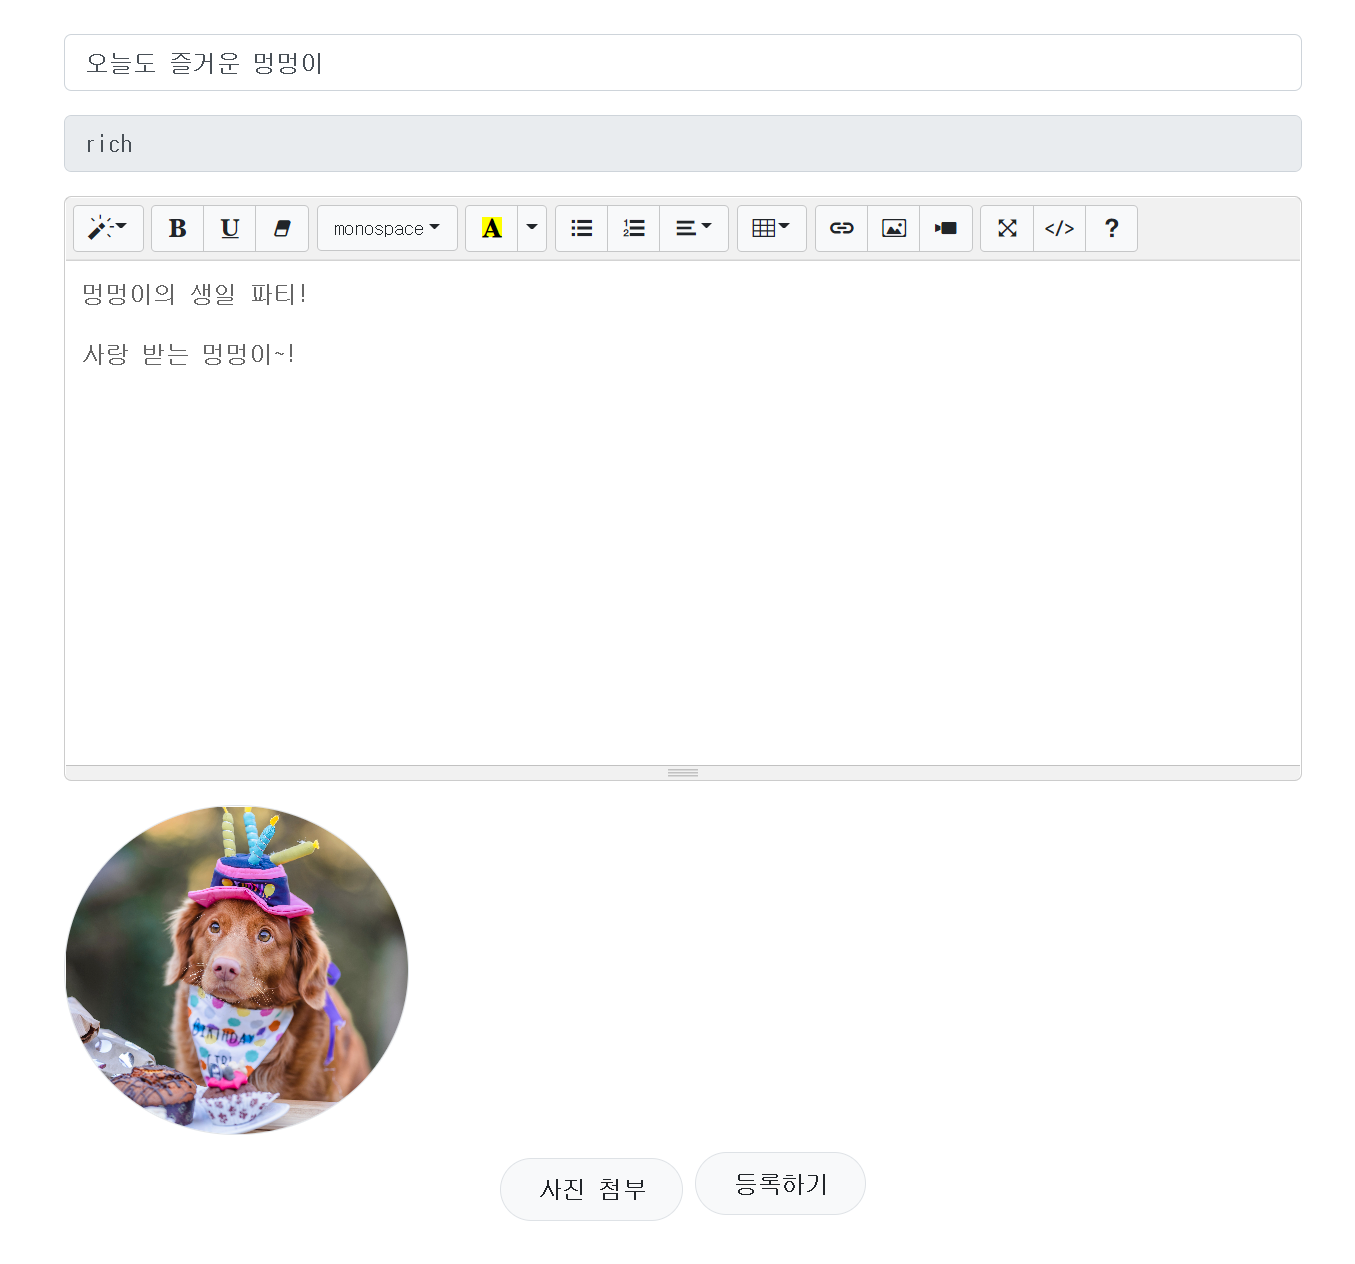 오늘도 즐거운 멍멍이
rich
B U monospace A </> ?
멍멍이의 생일 파티!
사랑 받는 멍멍이~!
BIRTHDAY
사진 첨부 등록하기